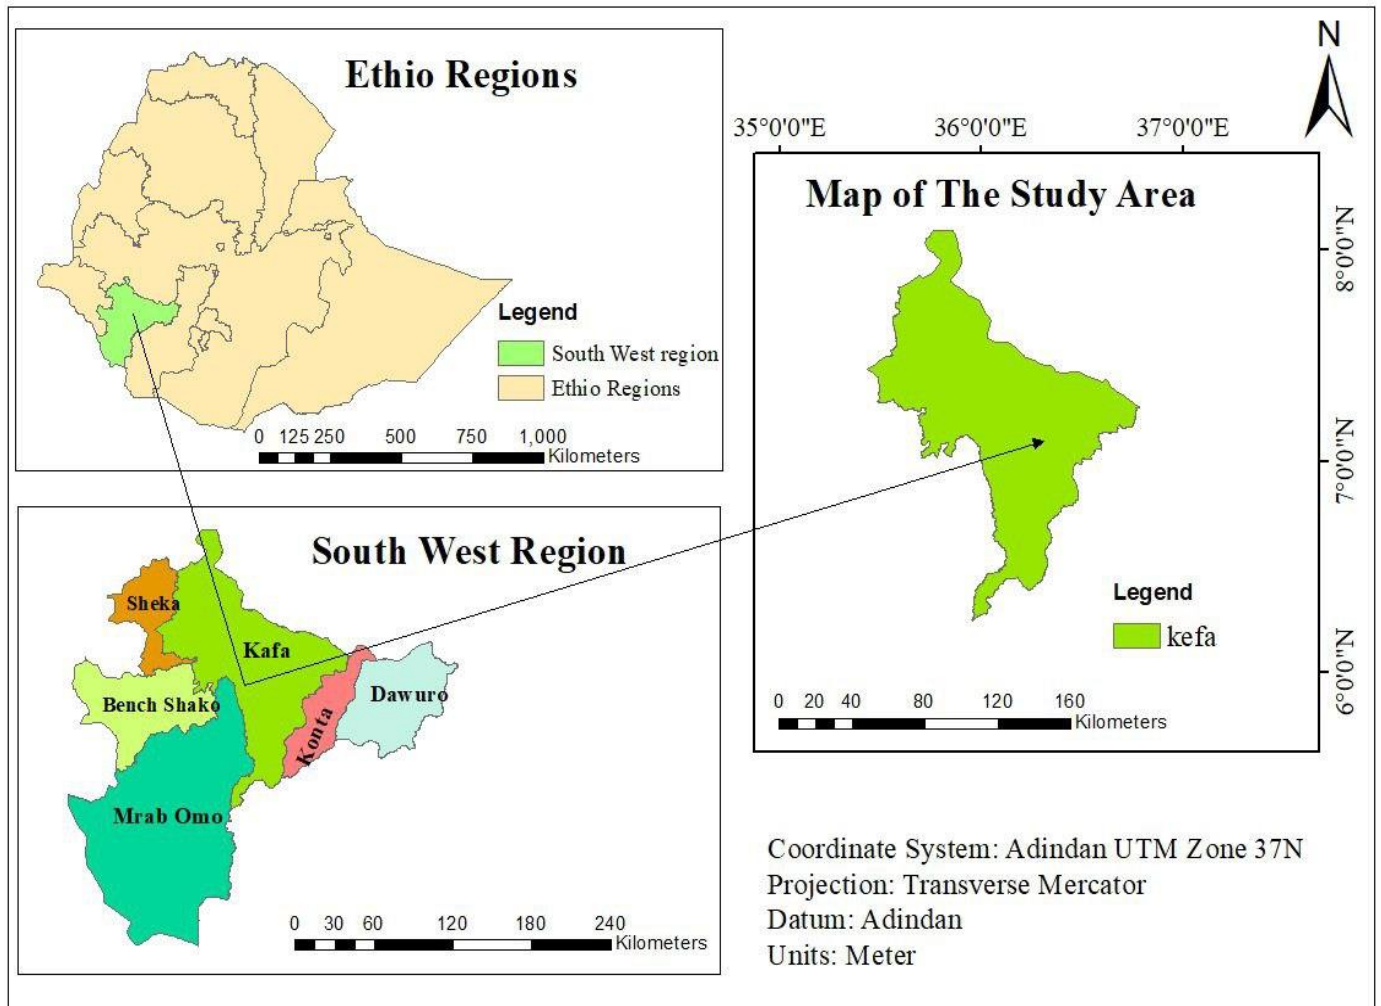 Ethio Regions
Legend
South West region
Ethio Regions
0 125 250 500 750 1,000
Kilometers
South West Region
Sheka
Kafa
Bench Shako
Dawuro
Konta
Mrab Omo
0 30 60 120 180 240
Kilometers
N
35°0'0"E 36°0'0"E 37°0'0"E
Map of The Study Area
8°0'0"N
7°0'0"N
6°0'0"N
Legend
kefa
0 20 40 80 120 160
Kilometers
Coordinate System: Adindan UTM Zone 37N
Projection: Transverse Mercator
Datum: Adindan
Units: Meter